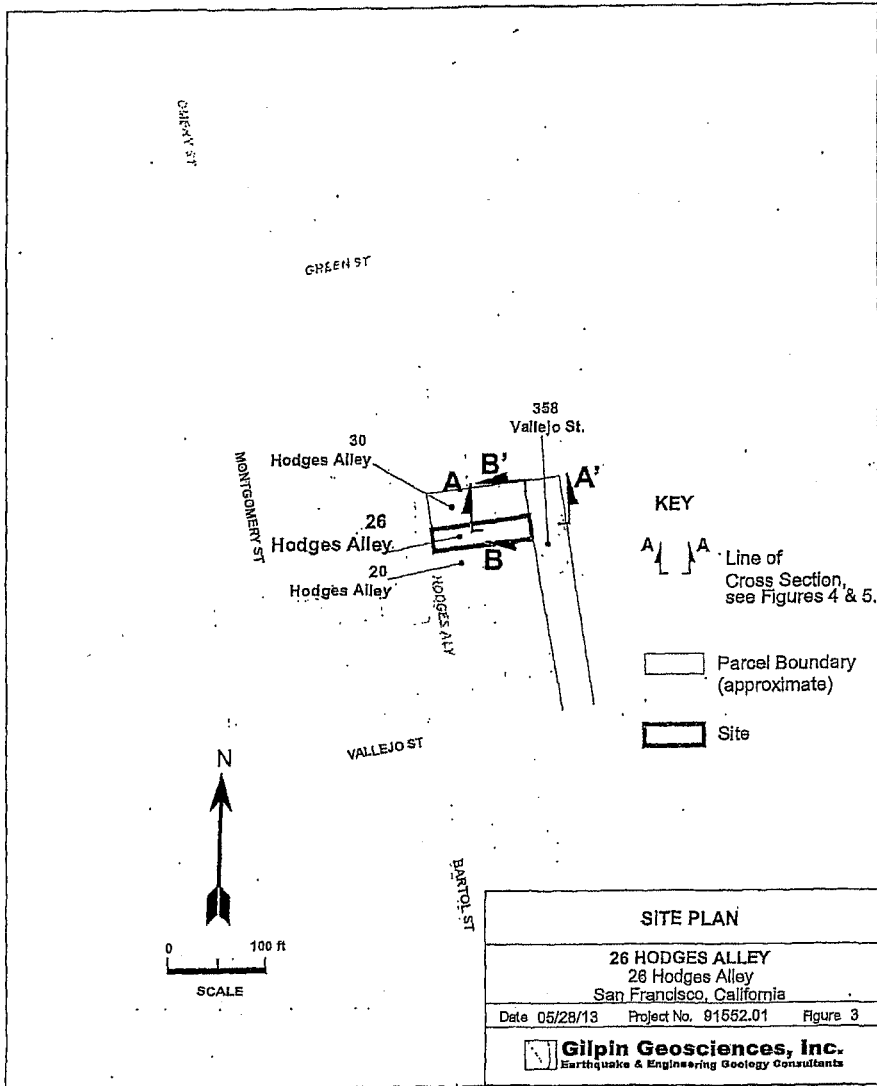 GREEN ST
358
Vallejo St.
30
Hodges Alley
A
B'
A'
MONTGOMERY ST
26
Hodges Alley
B
20
Hodges Alley
HODGES ALY
KEY
A
A
Line of
Cross Section,
see Figures 4 & 5.
Parcel Boundary
(approximate)
Site
VALLEJO ST
N
BARTOL ST
0
100 ft
SCALE
SITE PLAN
26 HODGES ALLEY
26 Hodges Alley
San Francisco, California
Date 05/28/13
Project No. 91552.01
Figure 3
Gilpin Geosciences, Inc.
Earthquake & Engineering Geology Consultants